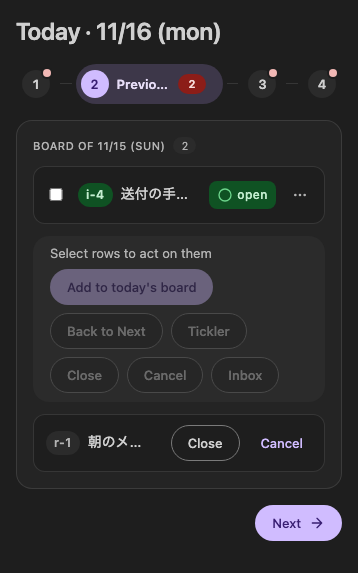 Today · 11/16 (mon)
1 2 Previo... 2 3 4
BOARD OF 11/15 (SUN) 2
i-4 送付の手... open ...
Select rows to act on them
Add to today's board
Back to Next Tickler
Close Cancel Inbox
r-1 朝のメ... Close Cancel
Next →